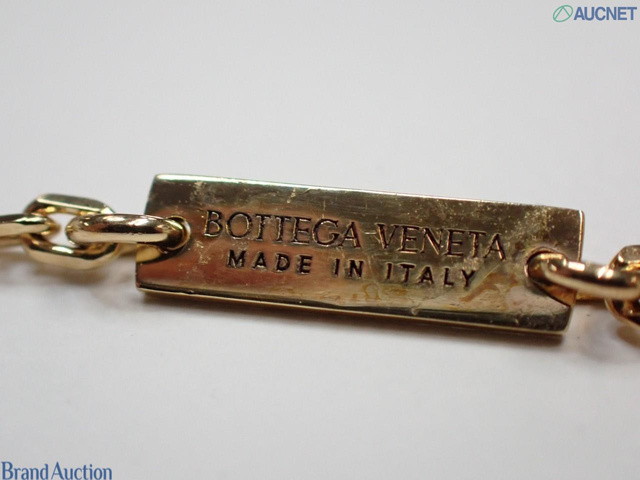 AUCNET
BOTTEGA VENETA
MADE IN ITALY
Brand Auction